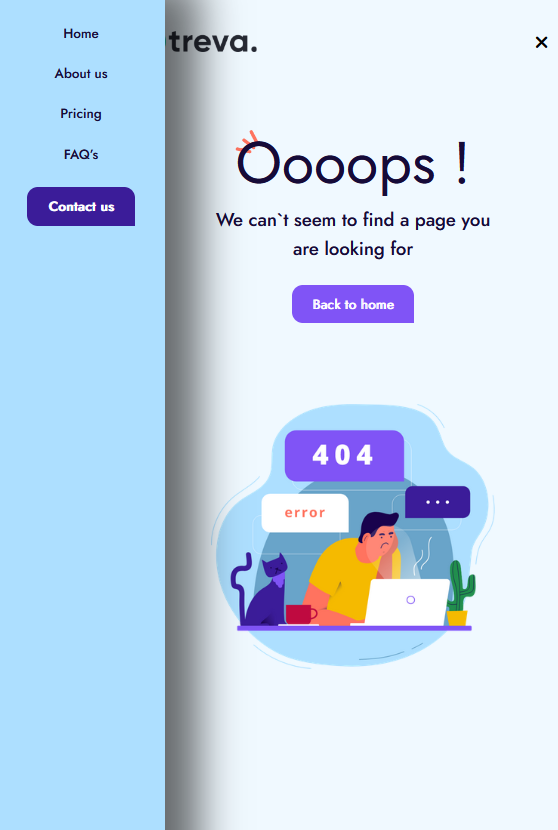 Home
About us
Pricing
FAQ's
Contact us
treva.
Oooops !
We can`t seem to find a page you
are looking for
Back to home
404
error